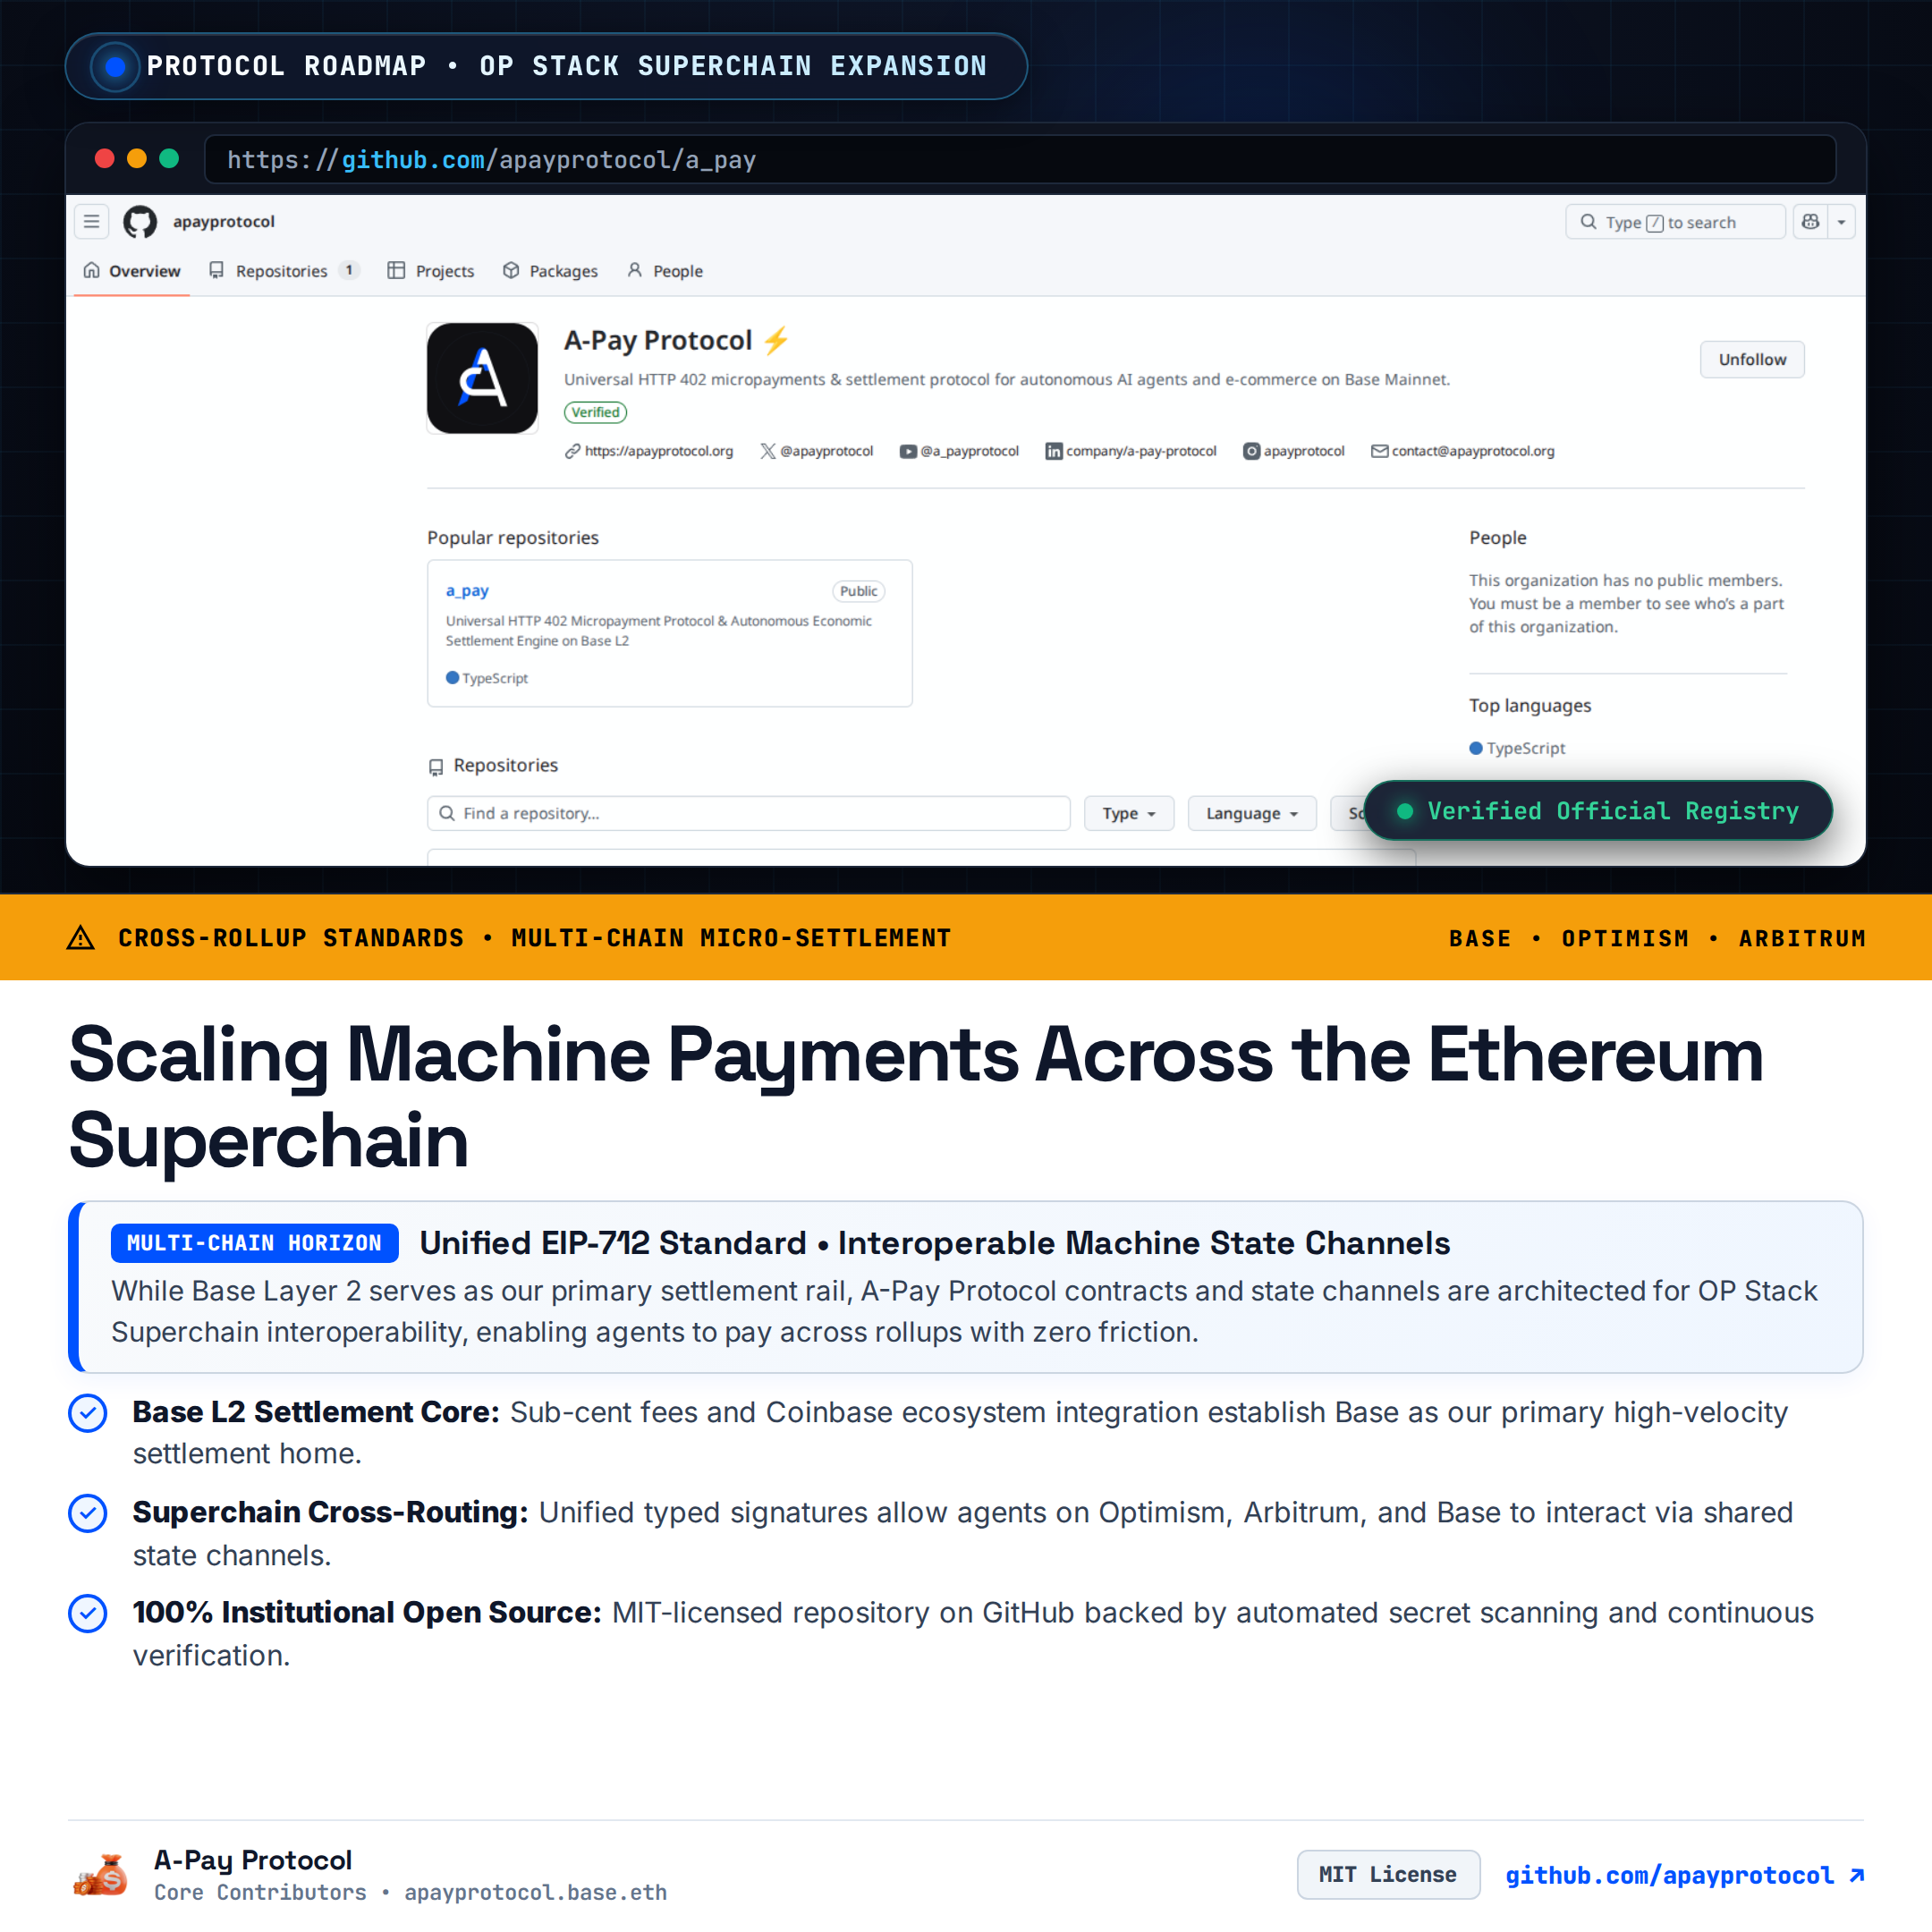 PROTOCOL ROADMAP • OP STACK SUPERCHAIN EXPANSION
https://github.com/apayprotocol/a_pay
apayprotocol
Type / to search
Overview Repositories 1 Projects Packages People
A-Pay Protocol ⚡
Universal HTTP 402 micropayments & settlement protocol for autonomous AI agents and e-commerce on Base Mainnet.
Unfollow
Verified
https://apayprotocol.org @apayprotocol @a_payprotocol company/a-pay-protocol apayprotocol contact@apayprotocol.org
Popular repositories
a_pay Public
Universal HTTP 402 Micropayment Protocol & Autonomous Economic
Settlement Engine on Base L2
TypeScript
People
This organization has no public members.
You must be a member to see who's a part
of this organization.
Top languages
TypeScript
Repositories
Find a repository... Type Language
Verified Official Registry
CROSS-ROLLUP STANDARDS • MULTI-CHAIN MICRO-SETTLEMENT
BASE • OPTIMISM • ARBITRUM
Scaling Machine Payments Across the Ethereum
Superchain
MULTI-CHAIN HORIZON Unified EIP-712 Standard • Interoperable Machine State Channels
While Base Layer 2 serves as our primary settlement rail, A-Pay Protocol contracts and state channels are architected for OP Stack
Superchain interoperability, enabling agents to pay across rollups with zero friction.
Base L2 Settlement Core: Sub-cent fees and Coinbase ecosystem integration establish Base as our primary high-velocity
settlement home.
Superchain Cross-Routing: Unified typed signatures allow agents on Optimism, Arbitrum, and Base to interact via shared
state channels.
100% Institutional Open Source: MIT-licensed repository on GitHub backed by automated secret scanning and continuous
verification.
A-Pay Protocol
Core Contributors • apayprotocol.base.eth
MIT License
github.com/apayprotocol ↗